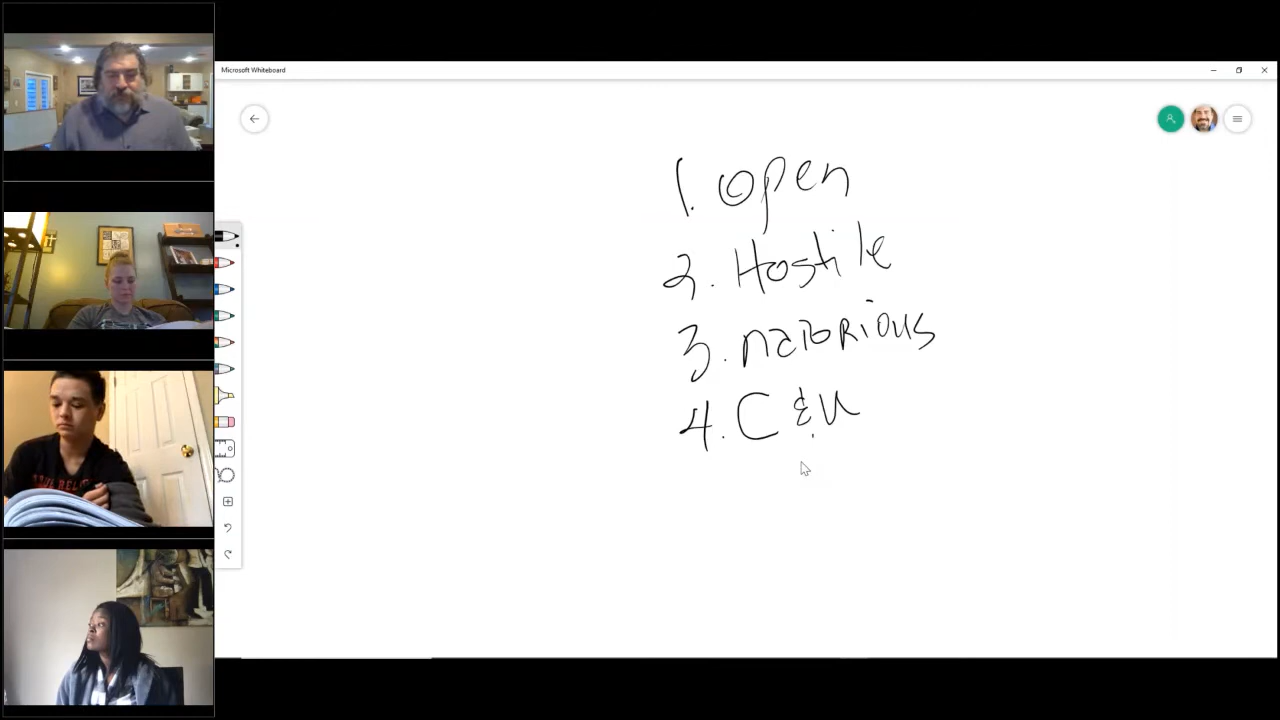 Microsoft Whiteboard
1. open
2. Hostile
3. notorious
4. C & U